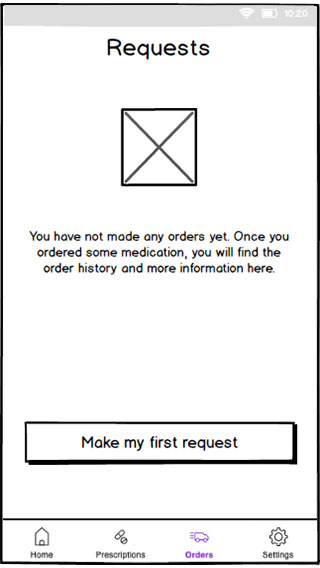 10:20
Requests
You have not made any orders yet. Once you
ordered some medication, you will find the
order history and more information here.
Make my first request
Home Prescriptions Orders Settings